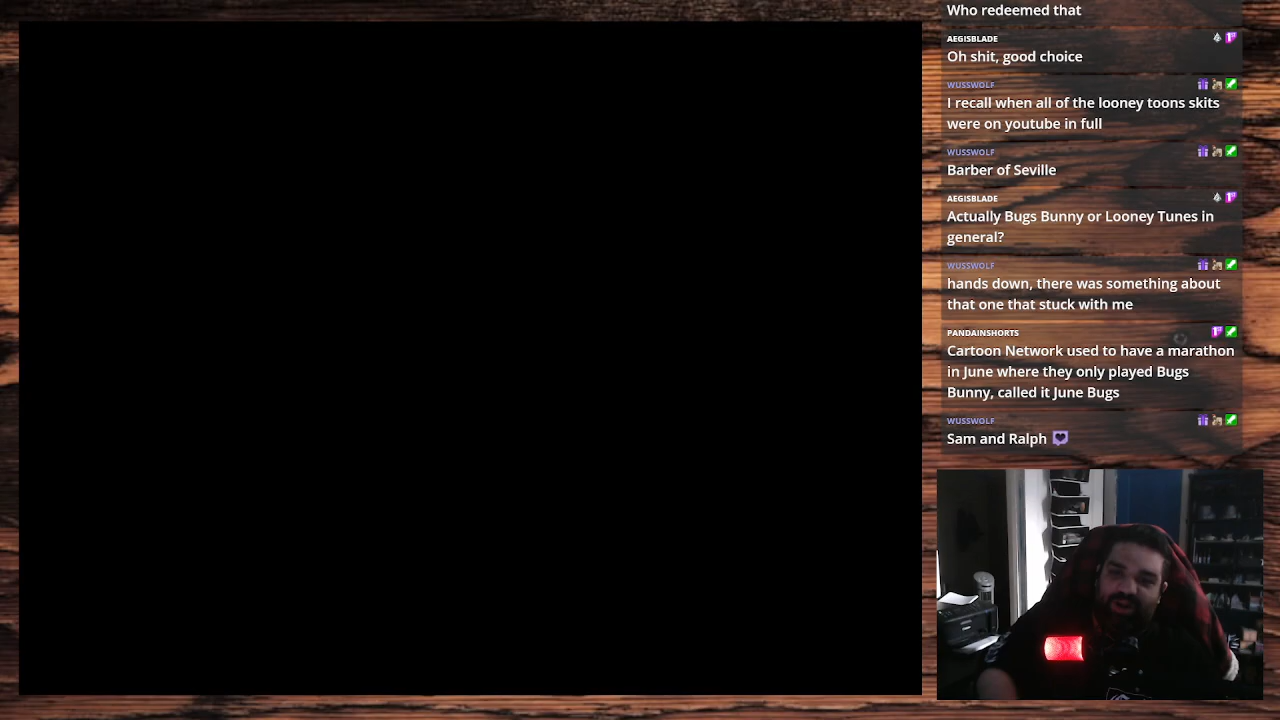 Who redeemed that
AEGISBLADE
Oh shit, good choice
WUSSWOLF
I recall when all of the looney toons skits
were on youtube in full
WUSSWOLF
Barber of Seville
AEGISBLADE
Actually Bugs Bunny or Looney Tunes in
general?
WUSSWOLF
hands down, there was something about
that one that stuck with me
PANDAINSHORTS
Cartoon Network used to have a marathon
in June where they only played Bugs
Bunny, called it June Bugs
WUSSWOLF
Sam and Ralph